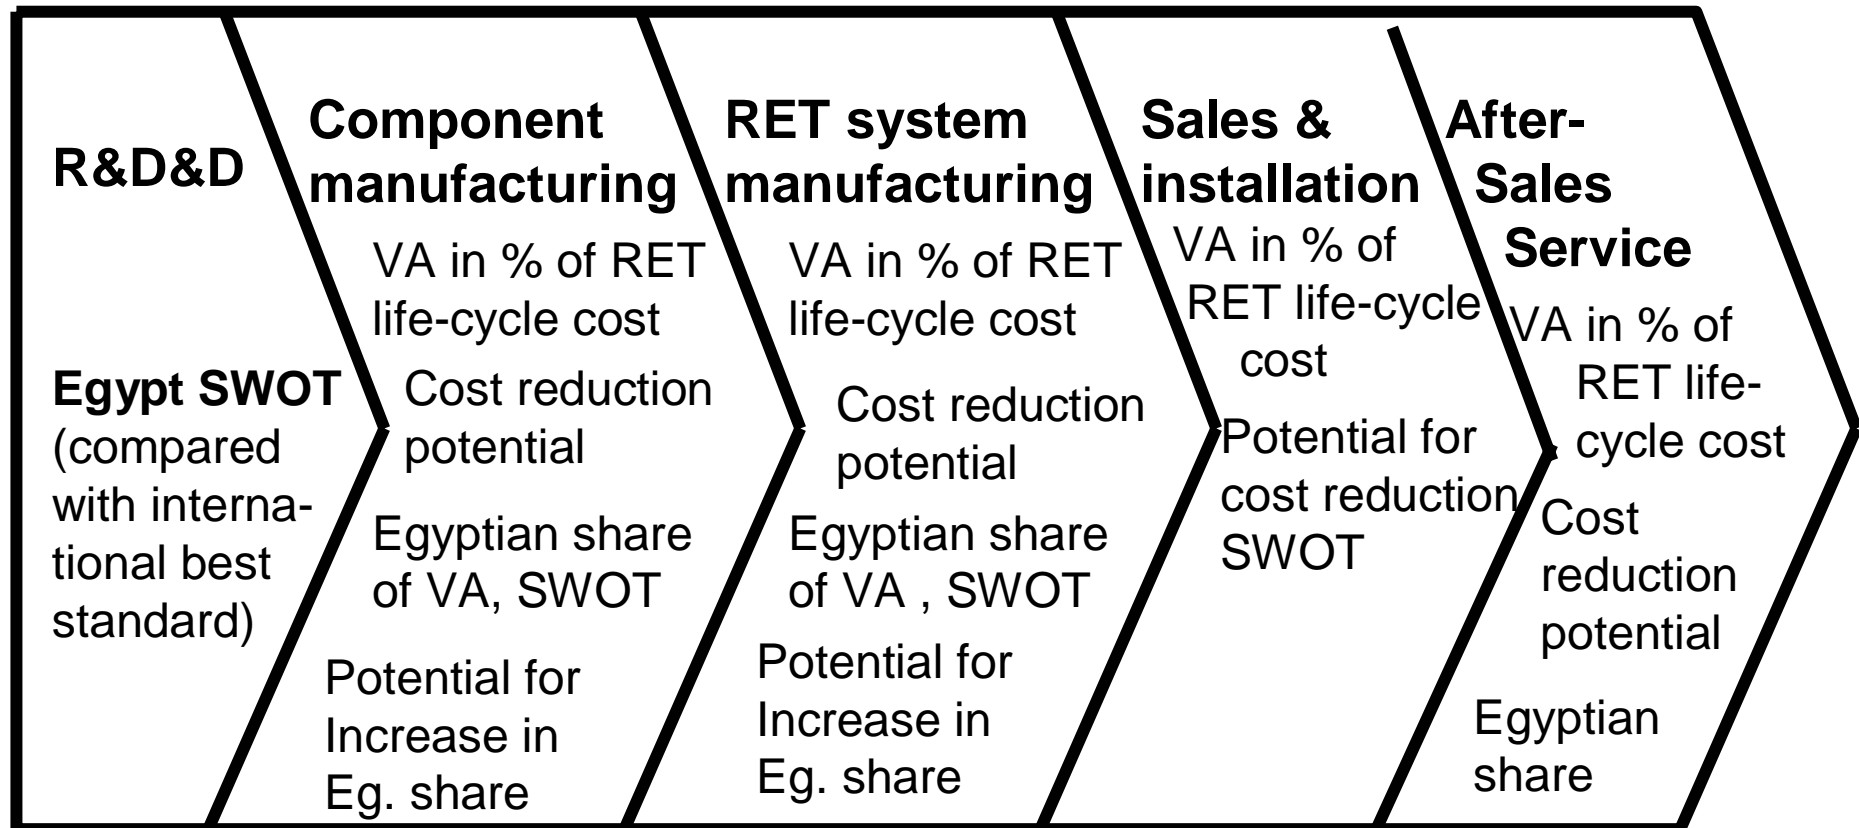 R&D&D
Egypt SWOT
(compared
with interna-
tional best
standard)
Component
manufacturing
VA in % of RET
life-cycle cost
Cost reduction
potential
Egyptian share
of VA, SWOT
Potential for
Increase in
Eg. share
RET system
manufacturing
VA in % of RET
life-cycle cost
Cost reduction
potential
Egyptian share
of VA , SWOT
Potential for
Increase in
Eg. share
Sales &
installation
VA in % of
RET life-cycle
cost
Potential for
cost reduction
SWOT
After-
Sales
Service
VA in % of
RET life-
cycle cost
Cost
reduction
potential
Egyptian
share